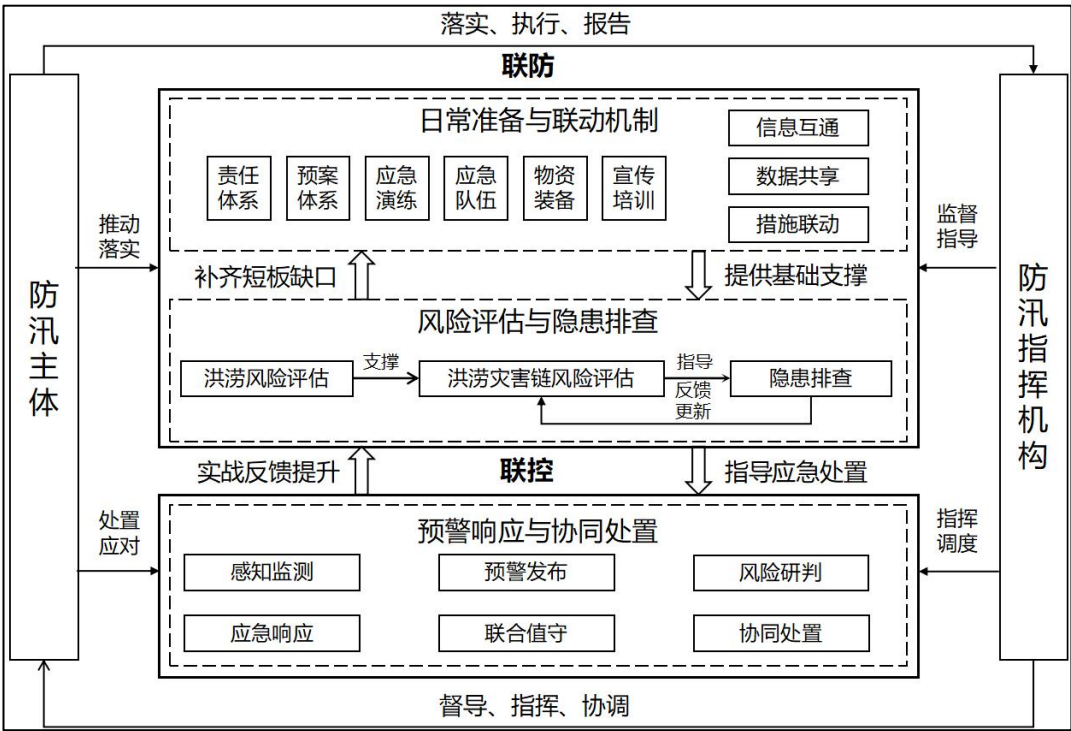 落实、执行、报告
联防
日常准备与联动机制
责任
体系
预案
体系
应急
演练
应急
队伍
物资
装备
宣传
培训
信息互通
数据共享
措施联动
推动
落实
监督
指导
补齐短板缺口
提供基础支撑
防汛主体
防汛指挥机构
风险评估与隐患排查
洪涝风险评估
支撑
洪涝灾害链风险评估
指导
反馈
更新
隐患排查
实战反馈提升
联控
指导应急处置
处置
应对
指挥
调度
预警响应与协同处置
感知监测
预警发布
风险研判
应急响应
联合值守
协同处置
督导、指挥、协调